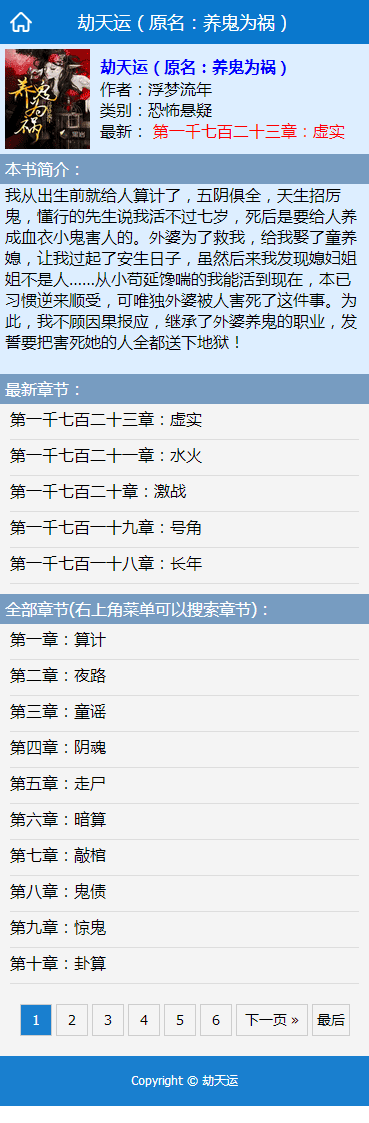 劫天运（原名：养鬼为祸）
养鬼为祸
劫天运（原名：养鬼为祸）
作者：浮梦流年
类别：恐怖悬疑
最新： 第一千七百二十三章：虚实
本书简介：
我从出生前就给人算计了，五阴俱全，天生招厉
鬼，懂行的先生说我活不过七岁，死后是要给人养
成血衣小鬼害人的。外婆为了救我，给我娶了童养
媳，让我过起了安生日子，虽然后来我发现媳妇姐
姐不是人……从小苟延馋喘的我能活到现在，本已
习惯逆来顺受，可唯独外婆被人害死了这件事。为
此，我不顾因果报应，继承了外婆养鬼的职业，发
誓要把害死她的人全都送下地狱！
最新章节：
第一千七百二十三章：虚实
第一千七百二十一章：水火
第一千七百二十章：激战
第一千七百一十九章：号角
第一千七百一十八章：长年
全部章节(右上角菜单可以搜索章节)：
第一章：算计
第二章：夜路
第三章：童谣
第四章：阴魂
第五章：走尸
第六章：暗算
第七章：敲棺
第八章：鬼债
第九章：惊鬼
第十章：卦算
1 2 3 4 5 6 下一页 » 最后
Copyright © 劫天运